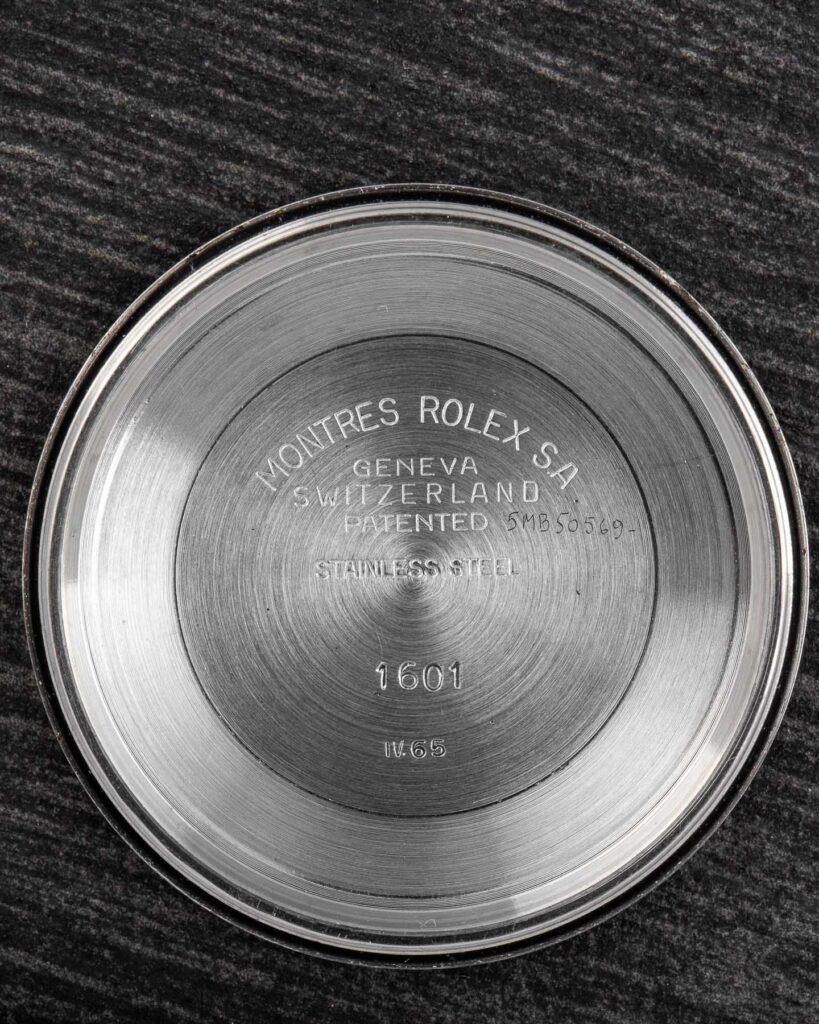 MONTRES ROLEX S.A
GENEVA
SWITZERLAND
PATENTED 5MB50569-
STAINLESS STEEL
1601
IV.65